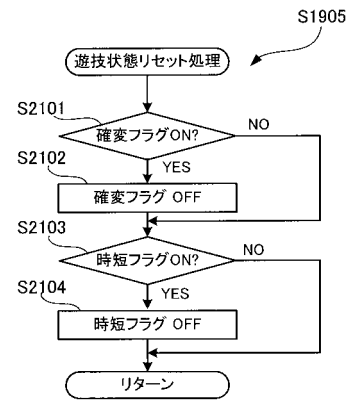 S1905
遊技状態リセット処理
S2101
確変フラグON?
NO
YES
S2102
確変フラグ OFF
S2103
時短フラグON?
NO
YES
S2104
時短フラグ OFF
リターン